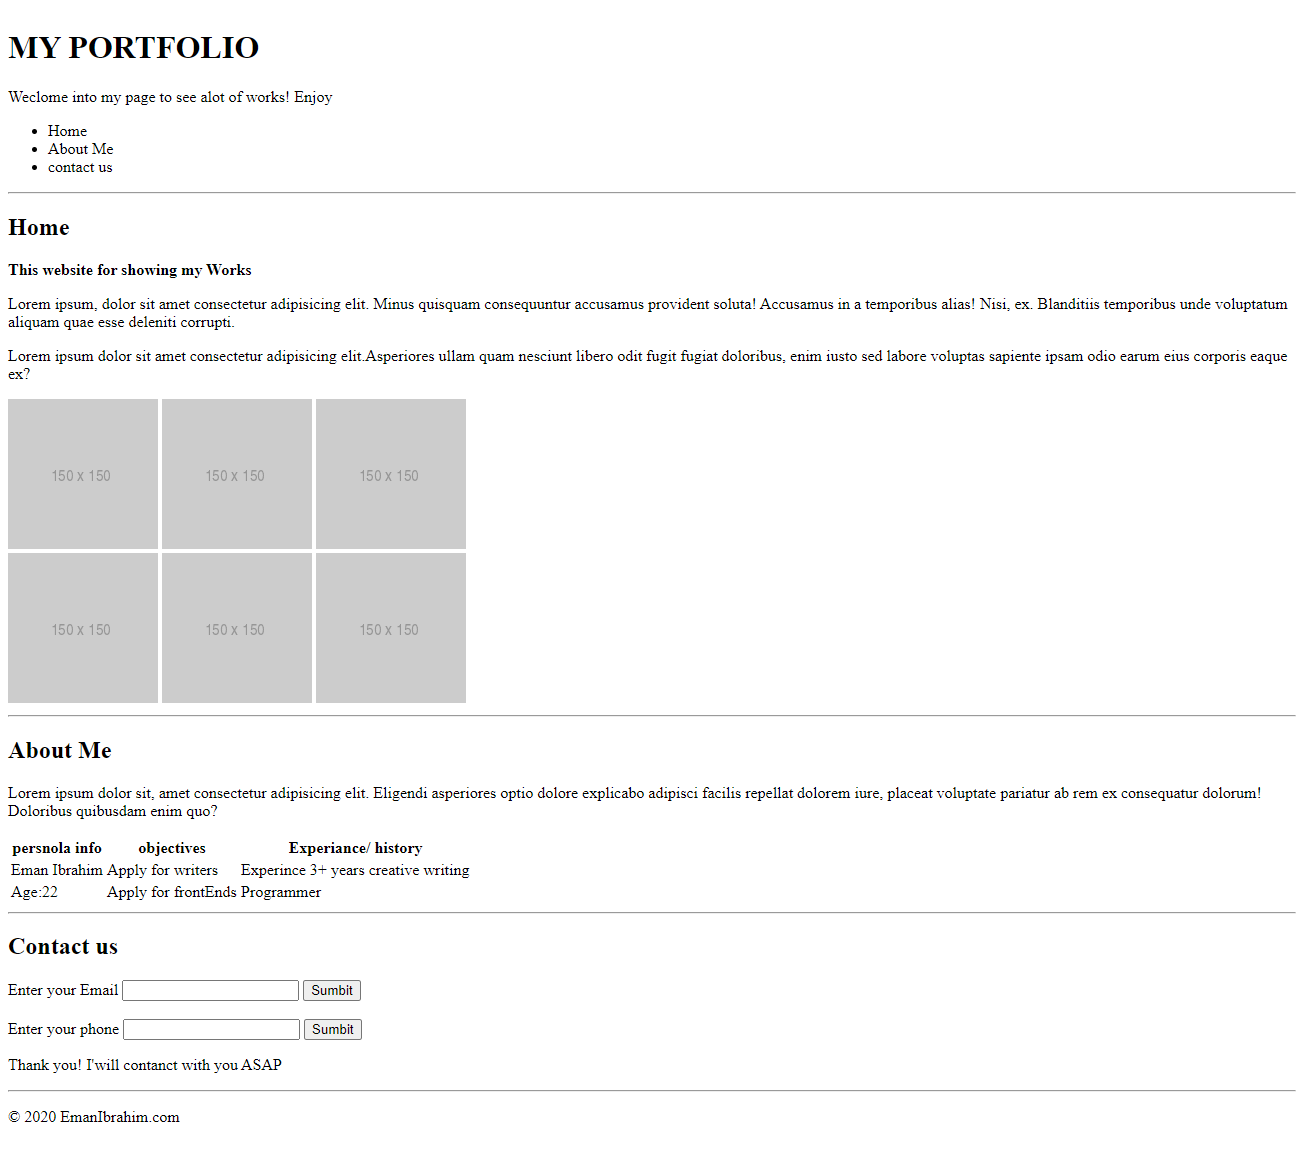 MY PORTFOLIO
Weclome into my page to see alot of works! Enjoy
Home
About Me
contact us
Home
This website for showing my Works
Lorem ipsum, dolor sit amet consectetur adipisicing elit. Minus quisquam consequuntur accusamus provident soluta! Accusamus in a temporibus alias! Nisi, ex. Blanditiis temporibus unde voluptatum
aliquam quae esse deleniti corrupti.
Lorem ipsum dolor sit amet consectetur adipisicing elit.Asperiores ullam quam nesciunt libero odit fugit fugiat doloribus, enim iusto sed labore voluptas sapiente ipsam odio earum eius corporis eaque
ex?
150 x 150 150 x 150 150 x 150
150 x 150 150 x 150 150 x 150
About Me
Lorem ipsum dolor sit, amet consectetur adipisicing elit. Eligendi asperiores optio dolore explicabo adipisci facilis repellat dolorem iure, placeat voluptate pariatur ab rem ex consequatur dolorum!
Doloribus quibusdam enim quo?
persnola info objectives Experiance/ history
Eman Ibrahim Apply for writers Experince 3+ years creative writing
Age:22 Apply for frontEnds Programmer
Contact us
Enter your Email Sumbit
Enter your phone Sumbit
Thank you! I'will contanct with you ASAP
© 2020 EmanIbrahim.com